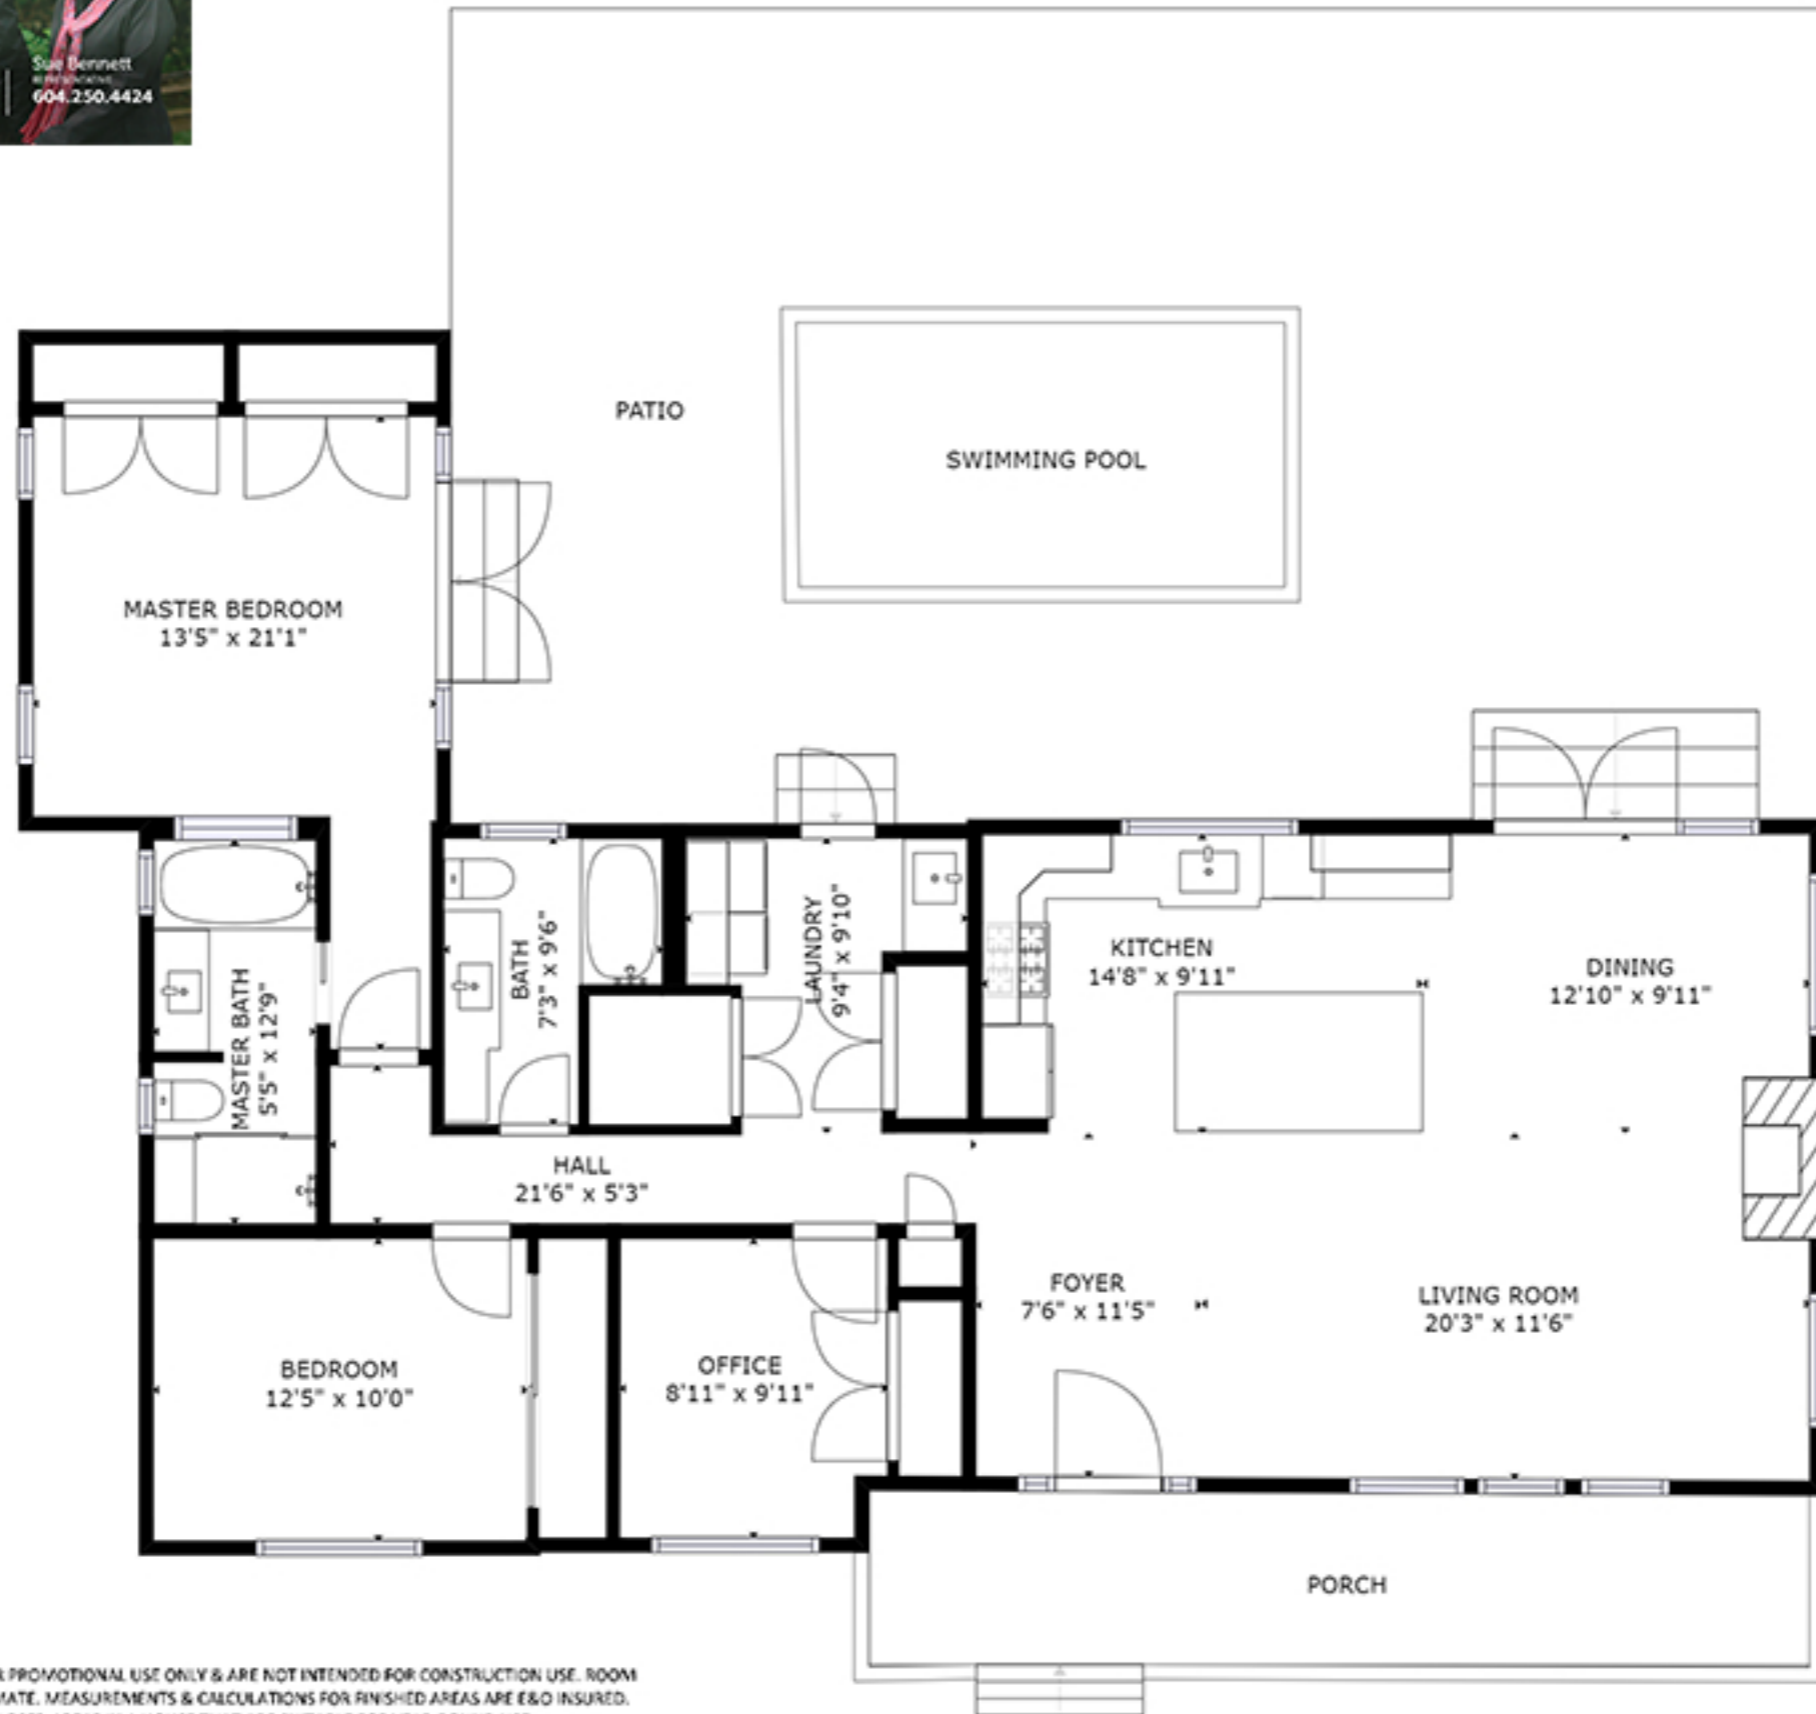 Sue Bennett
REPRESENTATIVE
604.250.4424
PATIO
SWIMMING POOL
MASTER BEDROOM
13'5" x 21'1"
MASTER BATH
5'5" x 12'9"
BATH
7'3" x 9'6"
LAUNDRY
9'4" x 9'10"
KITCHEN
14'8" x 9'11"
DINING
12'10" x 9'11"
HALL
21'6" x 5'3"
FOYER
7'6" x 11'5"
LIVING ROOM
20'3" x 11'6"
BEDROOM
12'5" x 10'0"
OFFICE
8'11" x 9'11"
PORCH
PROMOTIONAL USE ONLY & ARE NOT INTENDED FOR CONSTRUCTION USE. ROOM
MATE. MEASUREMENTS & CALCULATIONS FOR FINISHED AREAS ARE E&O INSURED.